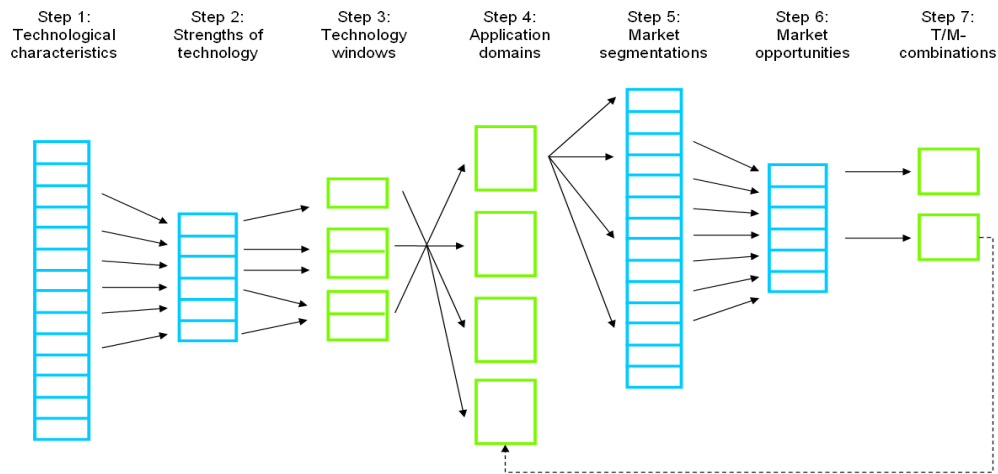 Step 1:
Technological
characteristics
Step 2:
Strengths of
technology
Step 3:
Technology
windows
Step 4:
Application
domains
Step 5:
Market
segmentations
Step 6:
Market
opportunities
Step 7:
T/M-
combinations